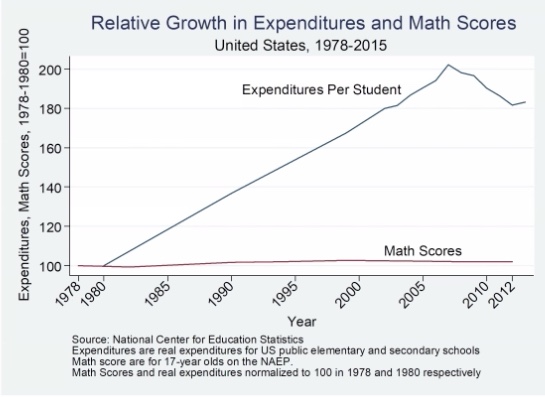 Relative Growth in Expenditures and Math Scores
United States, 1978-2015
Expenditures, Math Scores, 1978-1980=100
200
180
160
140
120
100
Expenditures Per Student
Math Scores
1978
1980
1985
1990
1995
2000
2005
2010
2012
Year
Source: National Center for Education Statistics
Expenditures are real expenditures for US public elementary and secondary schools
Math score are for 17-year olds on the NAEP.
Math Scores and real expenditures normalized to 100 in 1978 and 1980 respectively